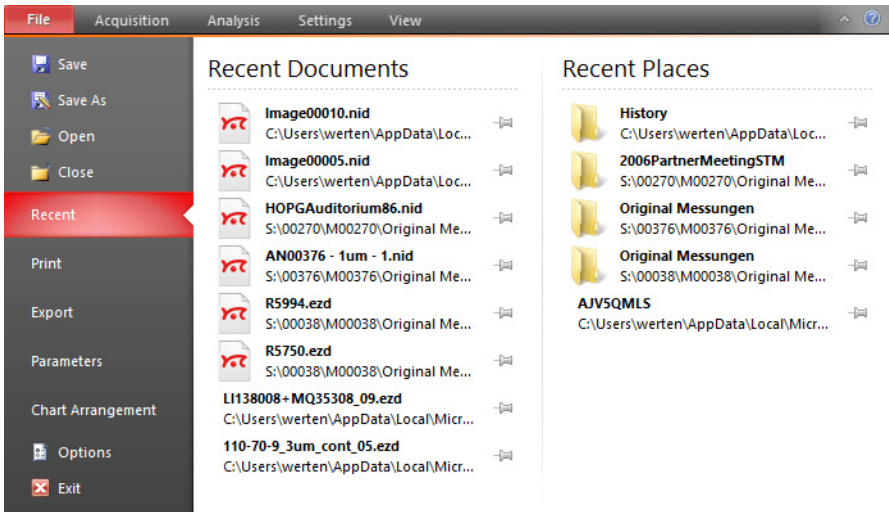 File Acquisition Analysis Settings View
Save
Save As
Open
Close
Recent
Print
Export
Parameters
Chart Arrangement
Options
Exit
Recent Documents
Image00010.nid
C:\Users\werten\AppData\Loc...
Image00005.nid
C:\Users\werten\AppData\Loc...
HOPGAuditorium86.nid
S:\00270\M00270\Original Me...
AN00376 - 1um - 1.nid
S:\00376\M00376\Original Me...
R5994.ezd
S:\00038\M00038\Original Me...
R5750.ezd
S:\00038\M00038\Original Me...
LI138008+MQ35308_09.ezd
C:\Users\werten\AppData\Local\Micr...
110-70-9_3um_cont_05.ezd
C:\Users\werten\AppData\Local\Micr...
Recent Places
History
C:\Users\werten\AppData\Loc...
2006PartnerMeetingSTM
S:\00270\M00270\Original Me...
Original Messungen
S:\00376\M00376\Original Me...
Original Messungen
S:\00038\M00038\Original Me...
AJV5QMLS
C:\Users\werten\AppData\Local\Micr...